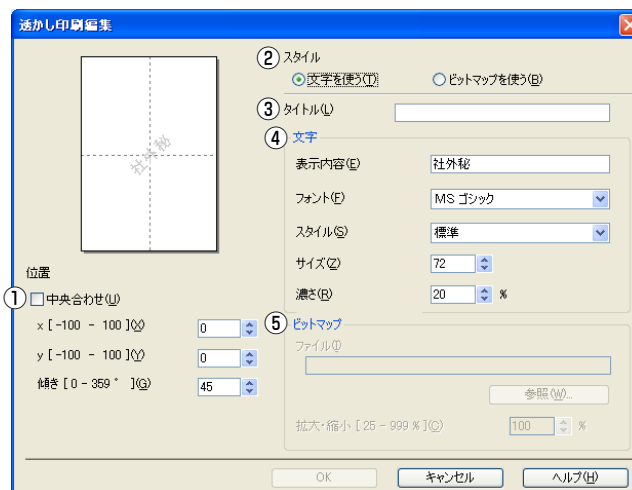 透かし印刷編集
社外秘
位置
① 中央合わせ(U)
x [ -100 - 100 ](X) 0
y [ -100 - 100 ](Y) 0
傾き [ 0 - 359 ° ](G) 45
② スタイル
文字を使う(T) ビットマップを使う(B)
③ タイトル(L)
④ 文字
表示内容(E) 社外秘
フォント(F) MS ゴシック
スタイル(S) 標準
サイズ(Z) 72
濃さ(R) 20 %
⑤ ビットマップ
ファイル(I)
参照(W)...
拡大・縮小 [ 25 - 999 % ](C) 100 %
OK キャンセル ヘルプ(H)